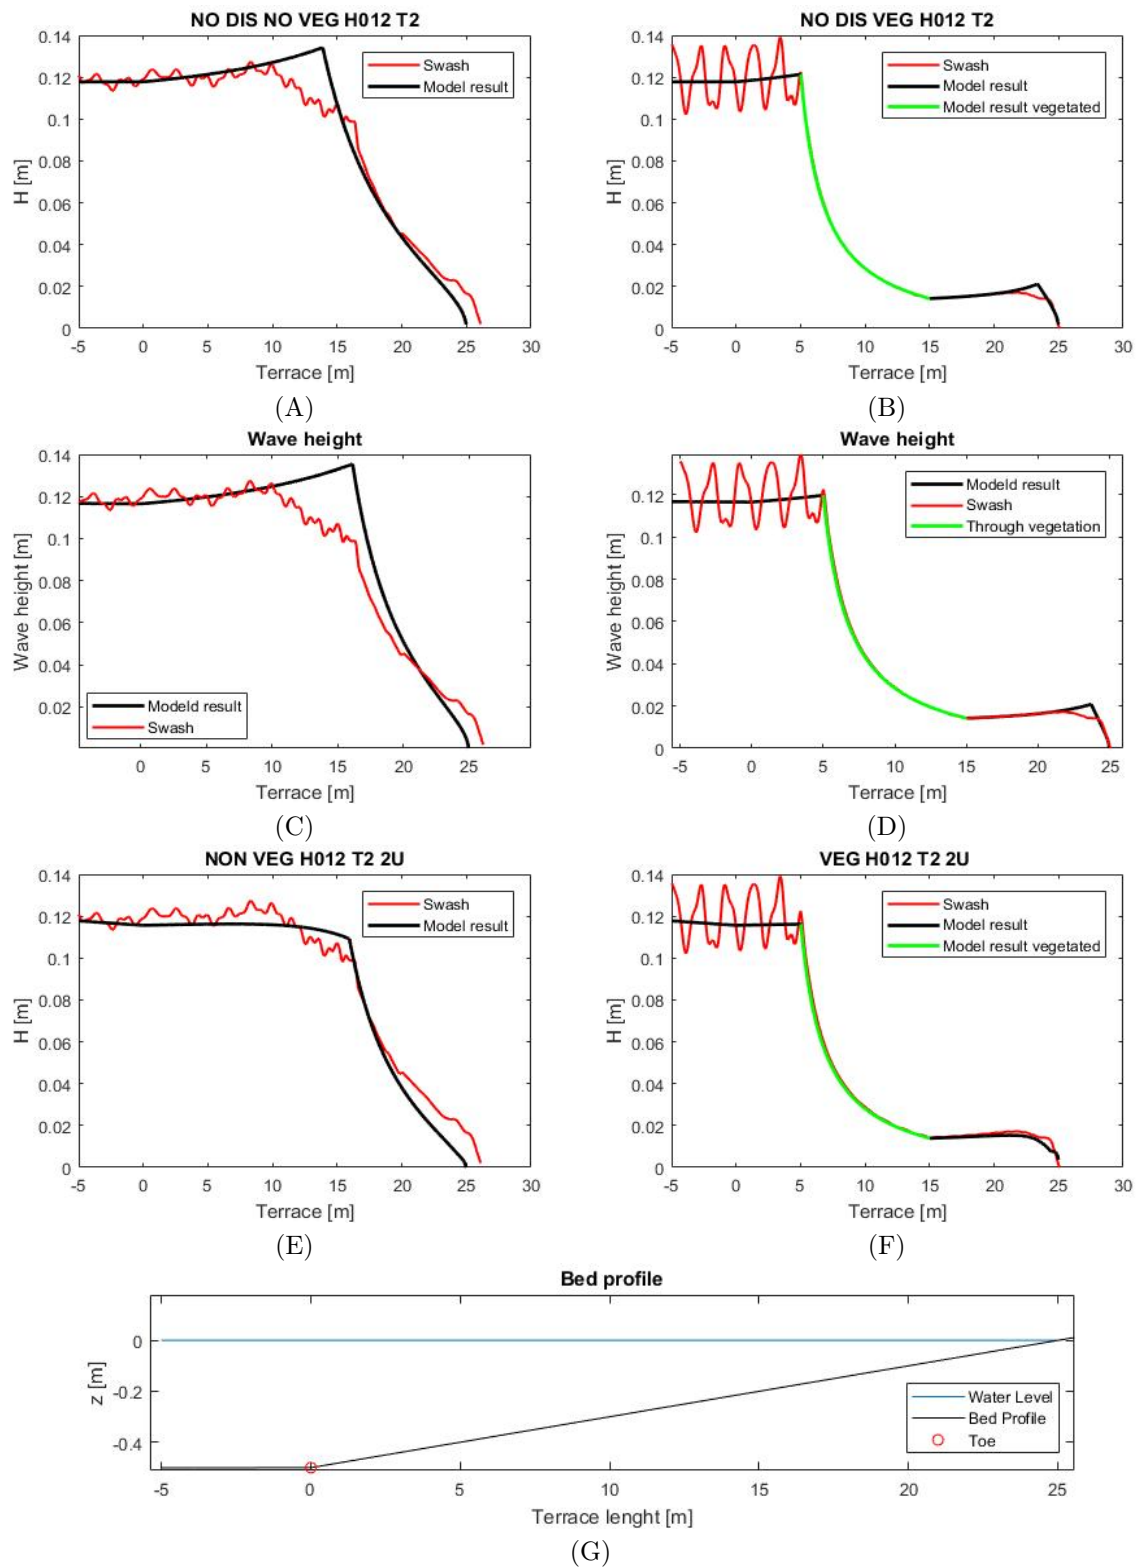 NO DIS NO VEG H012 T2
0.14
0.12
0.1
0.08
0.06
0.04
0.02
0
H [m]
Swash
Model result
-5 0 5 10 15 20 25 30
Terrace [m]
(A)
NO DIS VEG H012 T2
0.14
0.12
0.1
0.08
0.06
0.04
0.02
0
H [m]
Swash
Model result
Model result vegetated
-5 0 5 10 15 20 25 30
Terrace [m]
(B)
Wave height
0.14
0.12
0.1
0.08
0.06
0.04
0.02
Wave height [m]
Modeld result
Swash
0 5 10 15 20 25 30
Terrace [m]
(C)
Wave height
0.14
0.12
0.1
0.08
0.06
0.04
0.02
0
Wave height [m]
Modeld result
Swash
Through vegetation
-5 0 5 10 15 20 25
Terrace [m]
(D)
NON VEG H012 T2 2U
0.14
0.12
0.1
0.08
0.06
0.04
0.02
0
H [m]
Swash
Model result
-5 0 5 10 15 20 25 30
Terrace [m]
(E)
VEG H012 T2 2U
0.14
0.12
0.1
0.08
0.06
0.04
0.02
0
H [m]
Swash
Model result
Model result vegetated
-5 0 5 10 15 20 25 30
Terrace [m]
(F)
Bed profile
0
-0.2
-0.4
z [m]
Water Level
Bed Profile
Toe
-5 0 5 10 15 20 25
Terrace lenght [m]
(G)